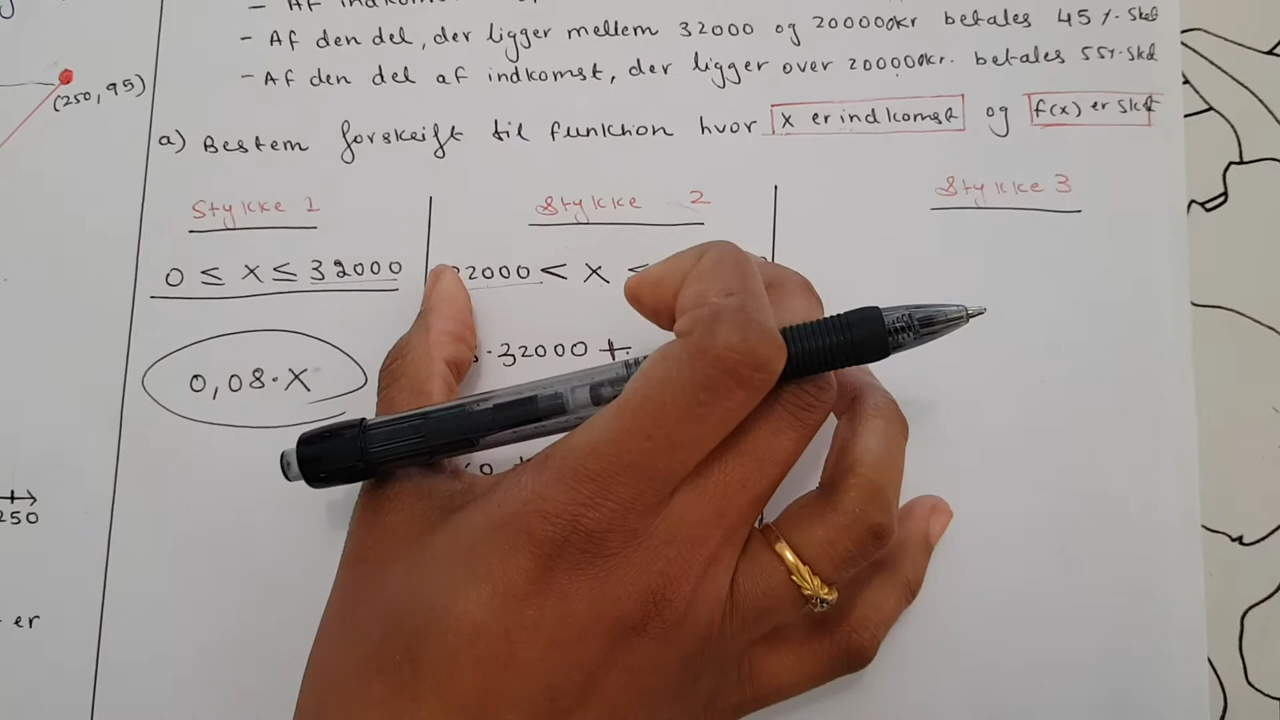 - Af den del, der ligger mellem 32000 og 200000kr betales 45 %. Skat
- Af den del af indkomst, der ligger over 200000kr. betales 55%. skat
(250, 95)
a) Bestem forskrift til funktion hvor x er indkomst og f(x) er skat
Stykke 1
Stykke 2
Stykke 3
0 ≤ x ≤ 32000
2000 < x <
0,08·x
·32000 +
250
er